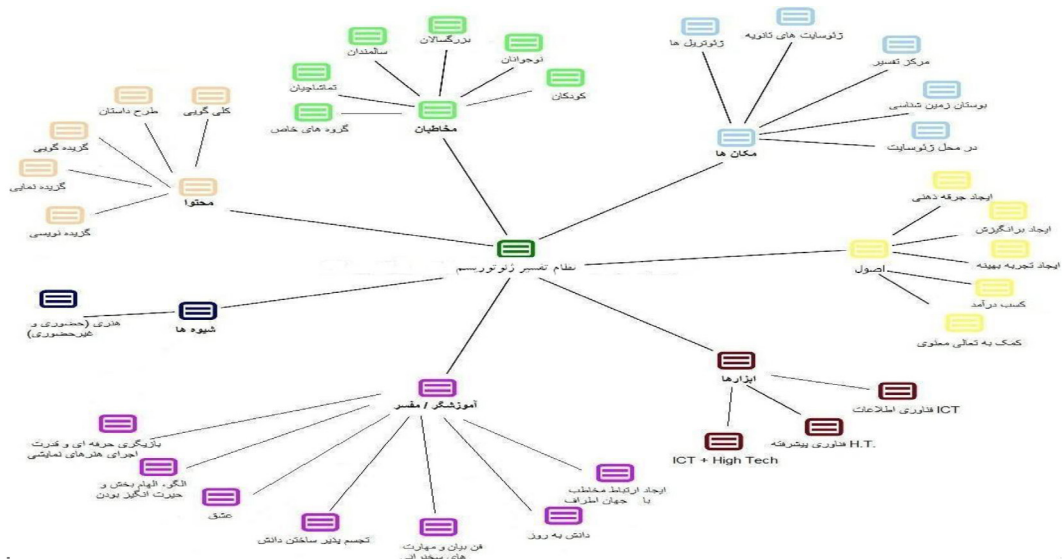 ژئوتریل ها
ژئوسایت های ثانویه
مرکز تفسیر
بوستان زمین شناسی
در محل ژئوسایت
مکان ها
سالمندان
بزرگسالان
نوجوانان
کودکان
تماشاچیان
گروه های خاص
مخاطبان
کلی گویی
طرح داستان
گزیده گویی
گزیده نمایی
گزیده نویسی
محتوا
نظام تفسیر ژئوتوریسم
ایجاد جرقه ذهنی
ایجاد برانگیزش
ایجاد تجربه بهینه
کسب درآمد
کمک به تعالی معنوی
اصول
هنری (حضوری و
غیرحضوری)
شیوه ها
ابزارها
ICT فناوری اطلاعات
H.T. فناوری پیشرفته
ICT + High Tech
آموزشگر / مفسر
بازیگری حرفه ای و قدرت
اجرای هنرهای نمایشی
الگو، الهام بخش و
حیرت انگیز بودن
عشق
تجسم پذیر ساختن دانش
فن بیان و مهارت
های سخنرانی
دانش به روز
ایجاد ارتباط مخاطب
با جهان اطراف